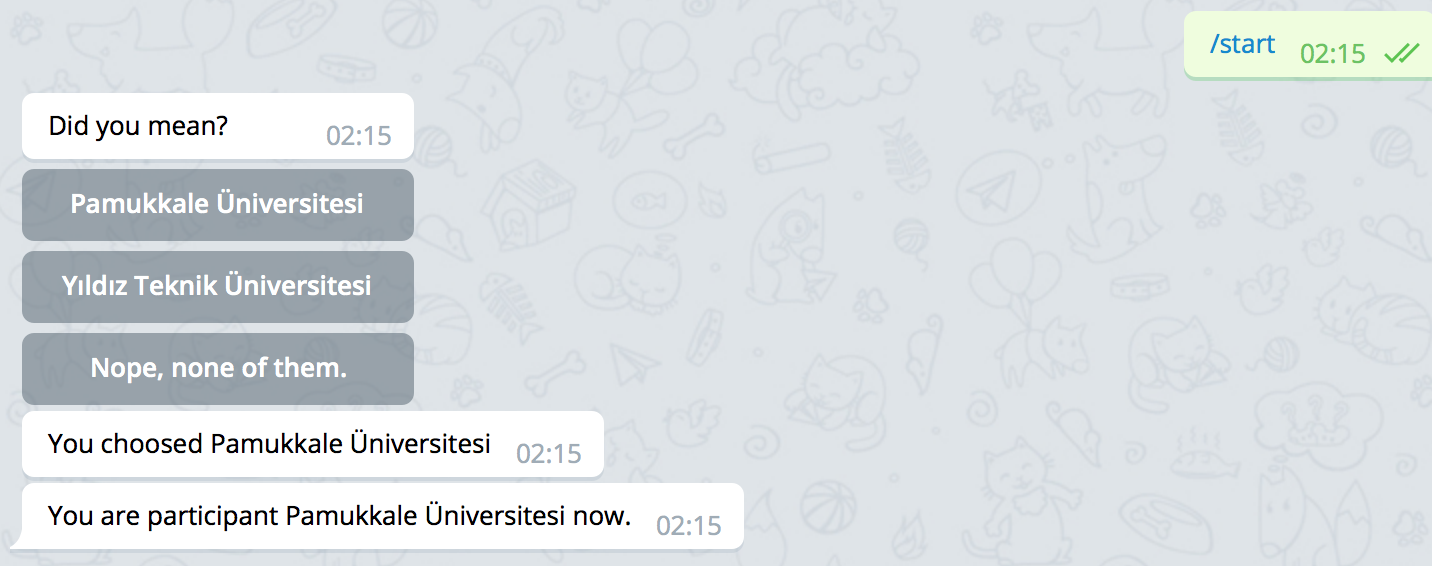 /start 02:15
Did you mean? 02:15
Pamukkale Üniversitesi
Yıldız Teknik Üniversitesi
Nope, none of them.
You choosed Pamukkale Üniversitesi 02:15
You are participant Pamukkale Üniversitesi now. 02:15